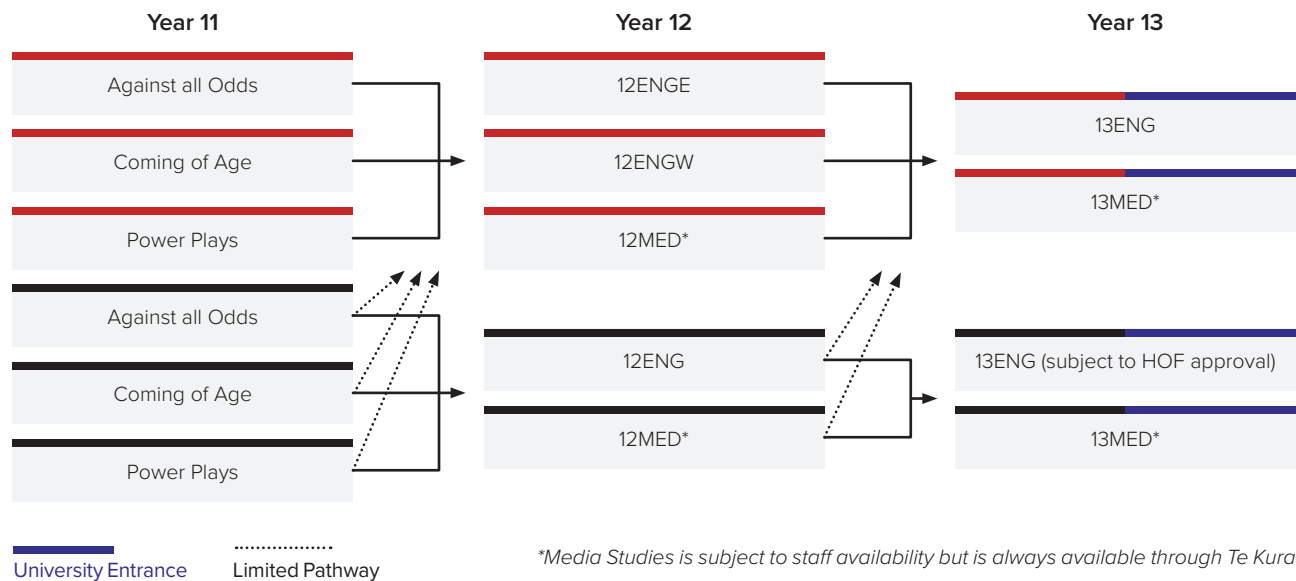 Year 11
Year 12
Year 13
Against all Odds
Coming of Age
Power Plays
Against all Odds
Coming of Age
Power Plays
12ENGE
12ENGW
12MED*
12ENG
12MED*
13ENG
13MED*
13ENG (subject to HOF approval)
13MED*
University Entrance
Limited Pathway
*Media Studies is subject to staff availability but is always available through Te Kura